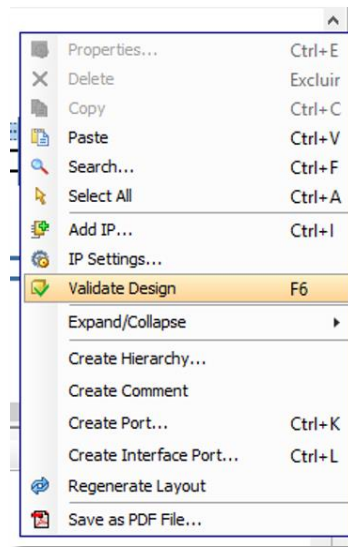 Properties... Ctrl+E
Delete Excluir
Copy Ctrl+C
Paste Ctrl+V
Search... Ctrl+F
Select All Ctrl+A
Add IP... Ctrl+I
IP Settings...
Validate Design F6
Expand/Collapse
Create Hierarchy...
Create Comment
Create Port... Ctrl+K
Create Interface Port... Ctrl+L
Regenerate Layout
Save as PDF File...